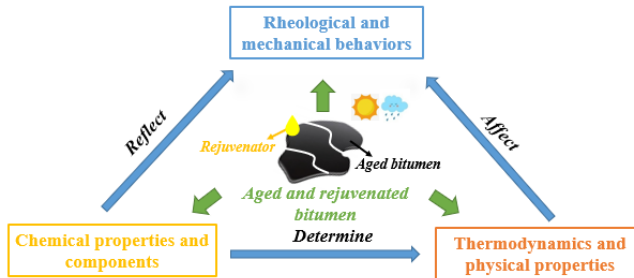 Rheological and
mechanical behaviors
Reflect
Affect
Rejuvenator
Aged bitumen
Aged and rejuvenated
bitumen
Chemical properties and
components
Determine
Thermodynamics and
physical properties